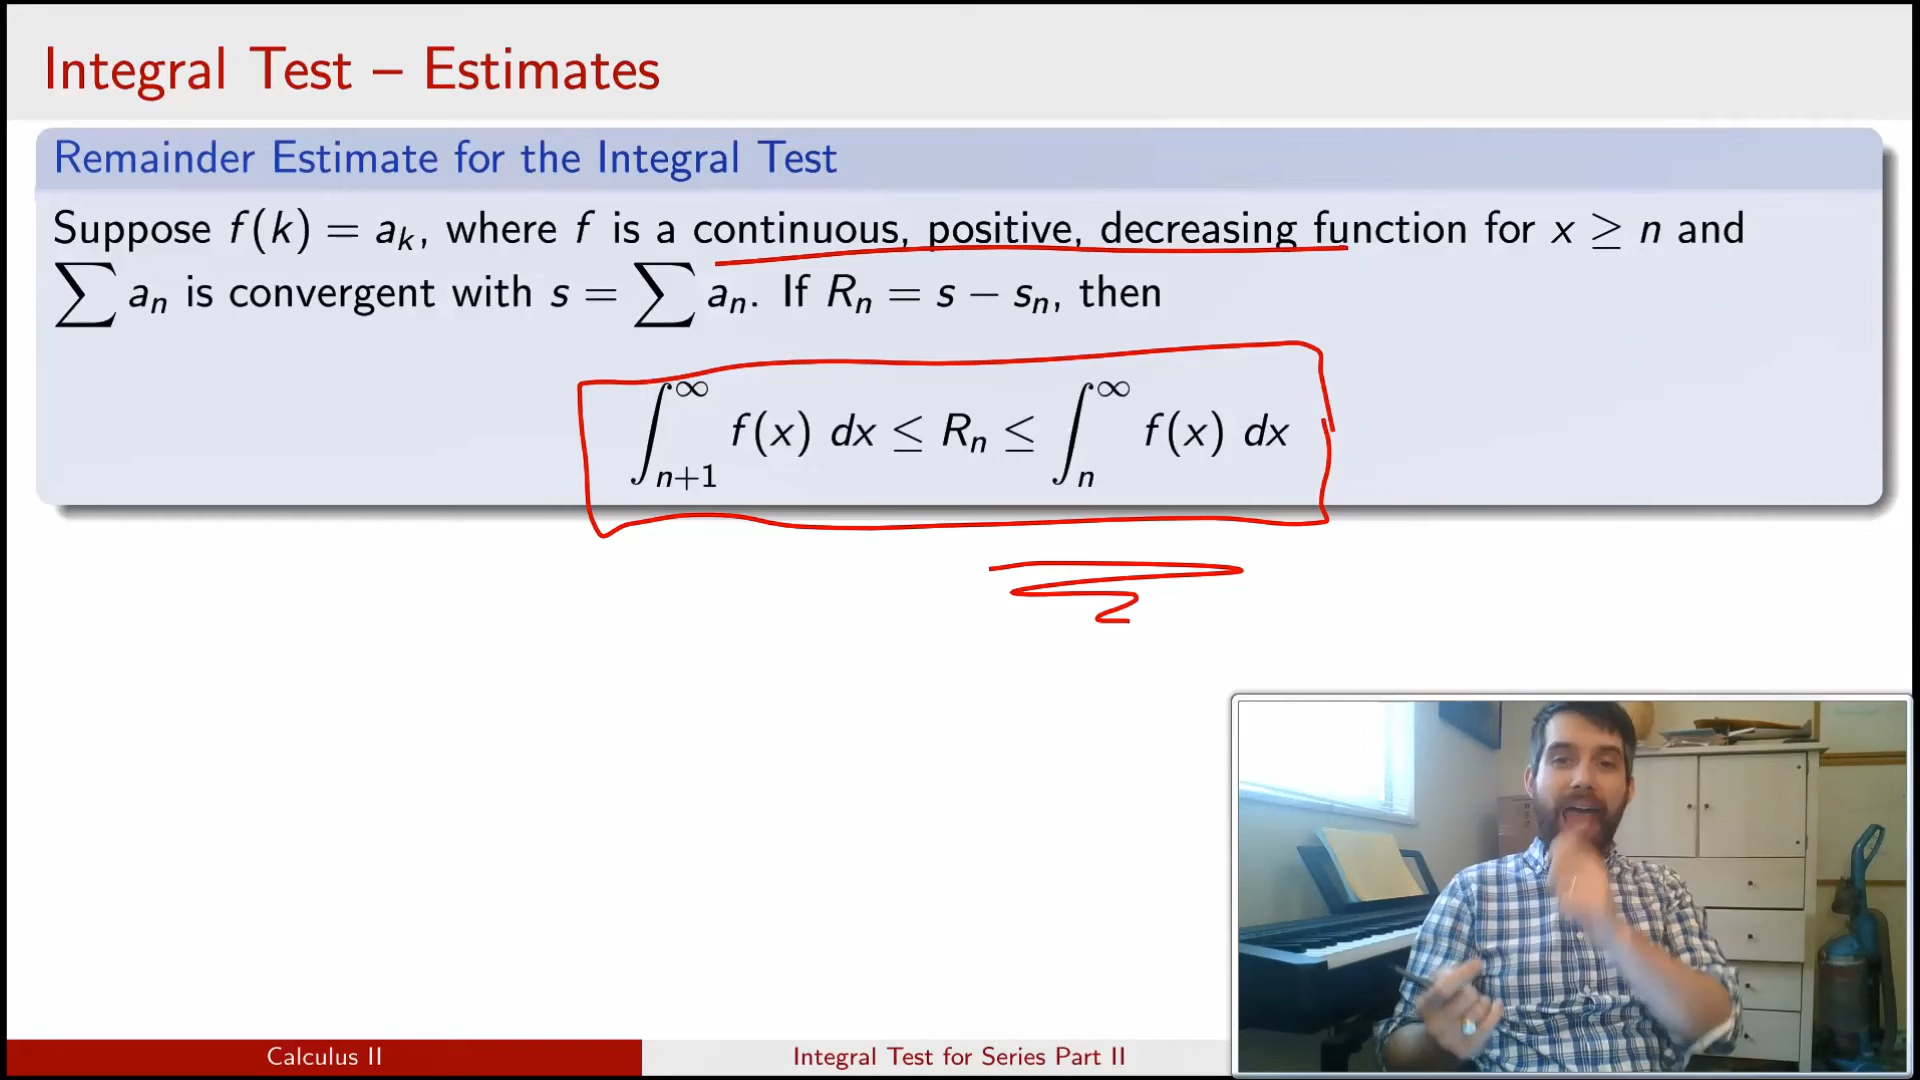 Integral Test – Estimates
Remainder Estimate for the Integral Test
Suppose f(k) = a_k, where f is a continuous, positive, decreasing function for x ≥ n and
∑ a_n is convergent with s = ∑ a_n. If R_n = s − s_n, then
∫_{n+1}^∞ f(x) dx ≤ R_n ≤ ∫_n^∞ f(x) dx
Calculus II
Integral Test for Series Part II